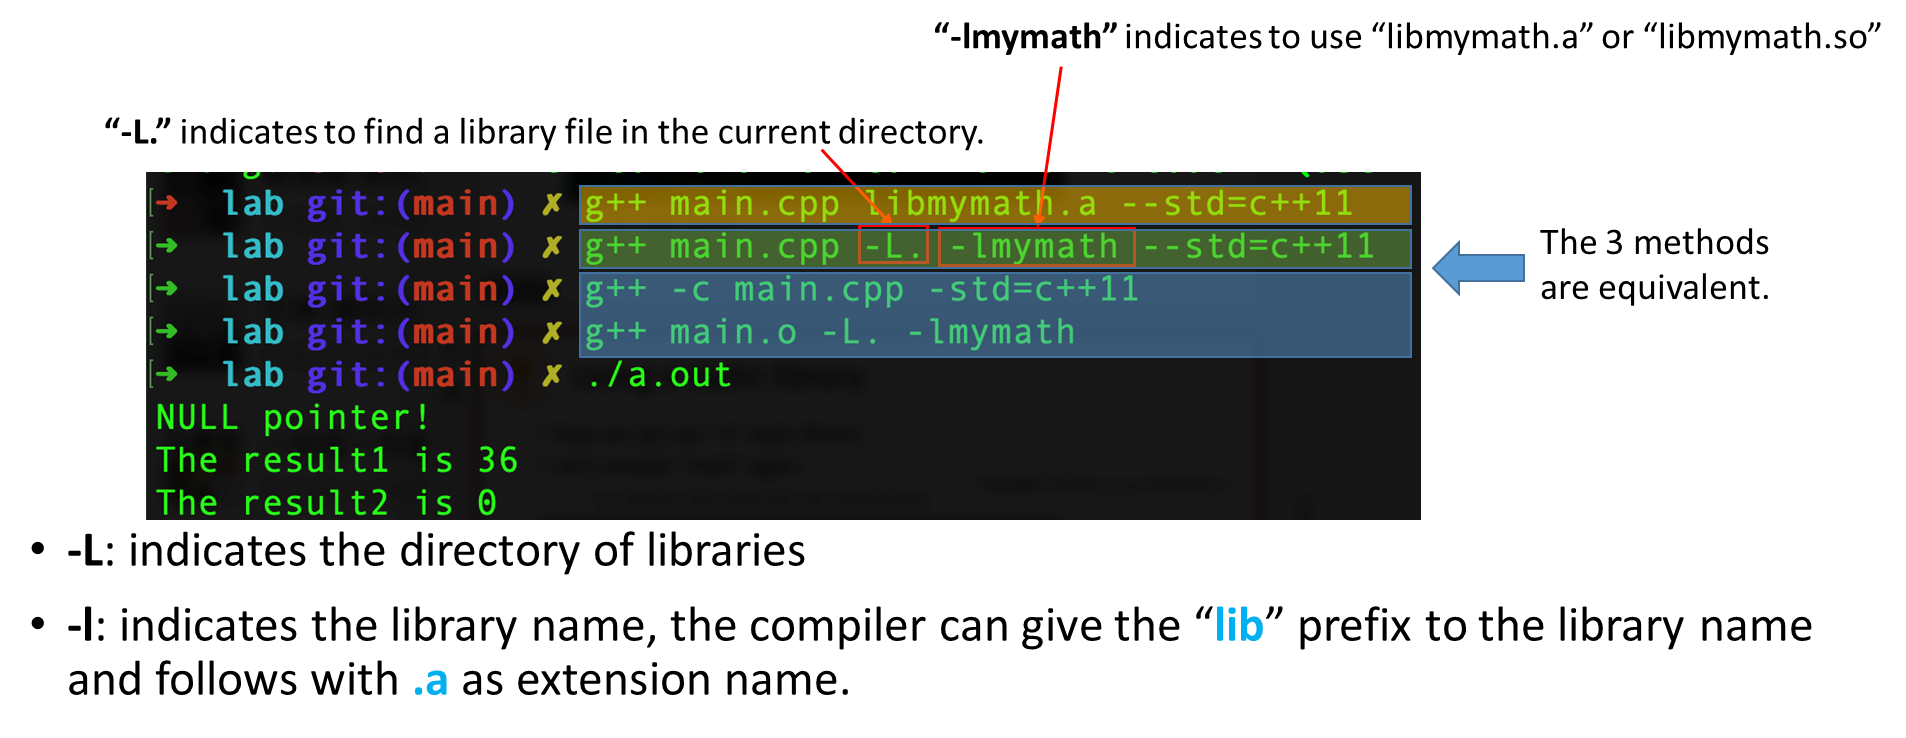 “-lmymath” indicates to use “libmymath.a” or “libmymath.so”
“-L.” indicates to find a library file in the current directory.
[➜ lab git:(main) ✗ g++ main.cpp libmymath.a --std=c++11
[➜ lab git:(main) ✗ g++ main.cpp -L. -lmymath --std=c++11
[➜ lab git:(main) ✗ g++ -c main.cpp -std=c++11
[➜ lab git:(main) ✗ g++ main.o -L. -lmymath
[➜ lab git:(main) ✗ ./a.out
NULL pointer!
The result1 is 36
The result2 is 0
The 3 methods
are equivalent.
• -L: indicates the directory of libraries
• -l: indicates the library name, the compiler can give the “lib” prefix to the library name
and follows with .a as extension name.